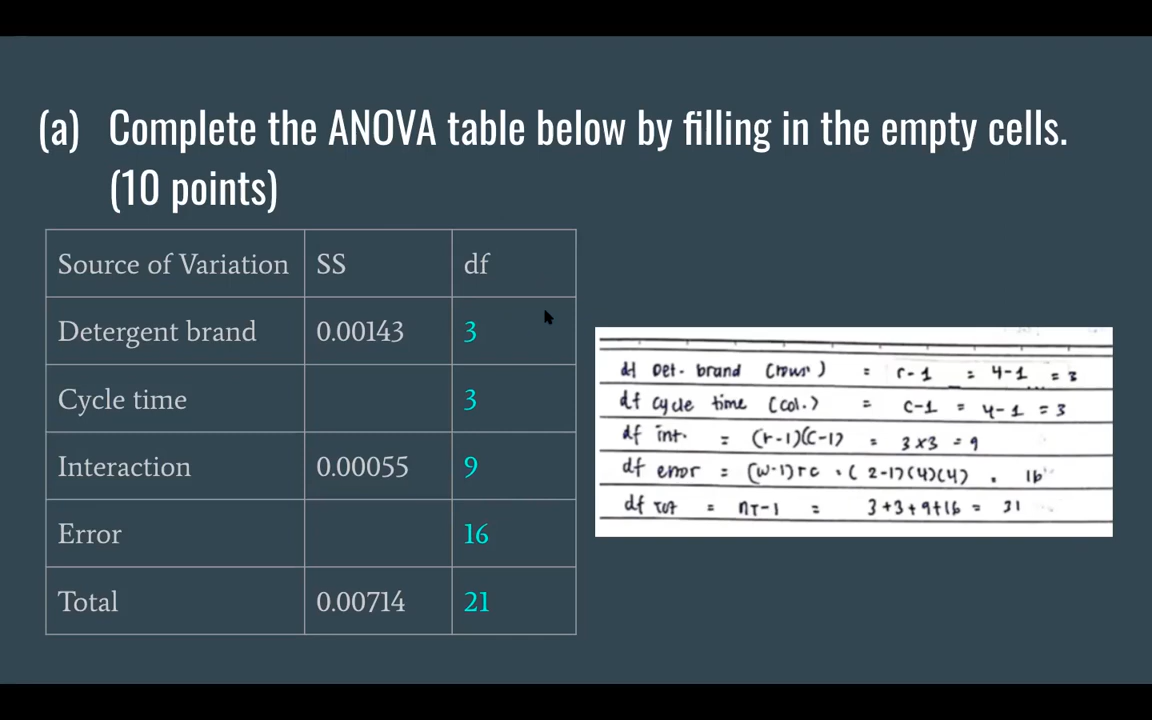 (a) Complete the ANOVA table below by filling in the empty cells.
(10 points)
Source of Variation SS df
Detergent brand 0.00143 3
Cycle time 3
Interaction 0.00055 9
Error 16
Total 0.00714 21
df Det. brand (rows) = r-1 = 4-1 = 3
df cycle time (col.) = c-1 = 4-1 = 3
df int. = (r-1)(c-1) = 3x3 = 9
df error = (w-1)rc = (2-1)(4)(4) = 16
df tot = nT-1 = 3+3+9+16 = 31